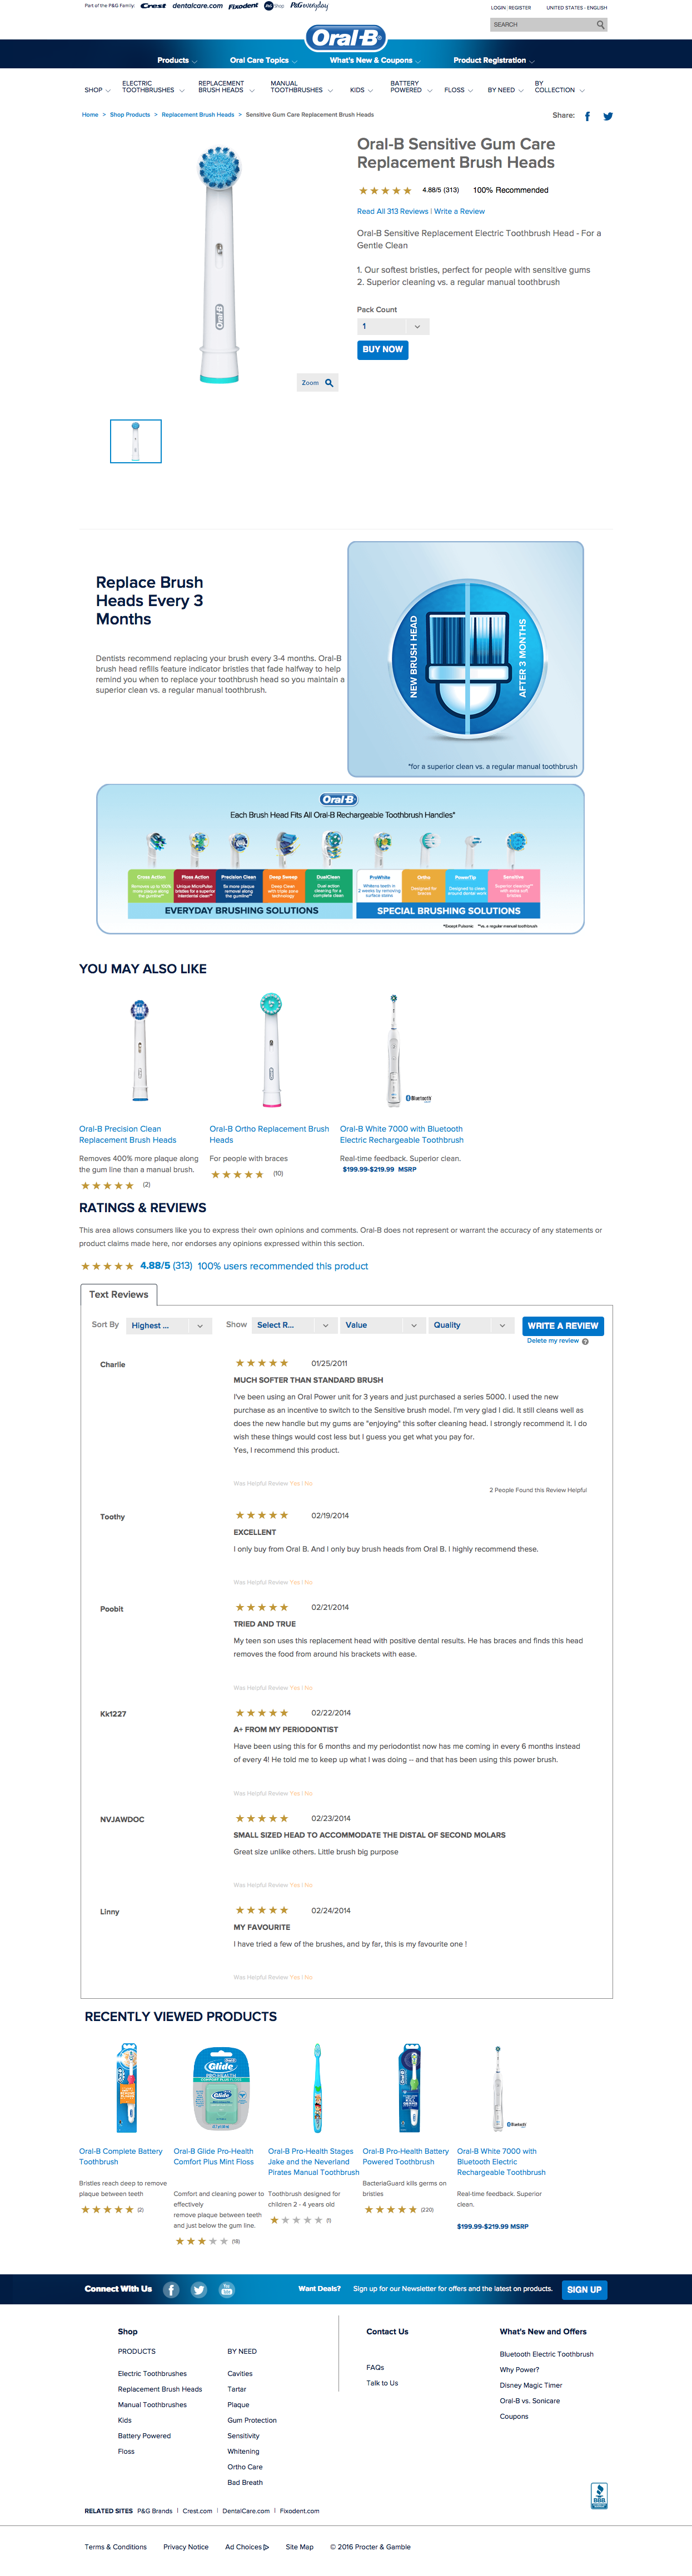 Part of the P&G Family: Crest dentalcare.com Fixodent P&G Shop P&G everyday
LOGIN | REGISTER UNITED STATES - ENGLISH
SEARCH
Oral-B
Products Oral Care Topics What's New & Coupons Product Registration
SHOP ELECTRIC TOOTHBRUSHES REPLACEMENT BRUSH HEADS MANUAL TOOTHBRUSHES KIDS BATTERY POWERED FLOSS BY NEED BY COLLECTION
Home > Shop Products > Replacement Brush Heads > Sensitive Gum Care Replacement Brush Heads
Share:
Oral-B Sensitive Gum Care
Replacement Brush Heads
4.88/5 (313) 100% Recommended
Read All 313 Reviews | Write a Review
Oral-B Sensitive Replacement Electric Toothbrush Head - For a
Gentle Clean
1. Our softest bristles, perfect for people with sensitive gums
2. Superior cleaning vs. a regular manual toothbrush
Pack Count
1
BUY NOW
Oral-B
Zoom
Replace Brush
Heads Every 3
Months
Dentists recommend replacing your brush every 3-4 months. Oral-B
brush head refills feature indicator bristles that fade halfway to help
remind you when to replace your toothbrush head so you maintain a
superior clean vs. a regular manual toothbrush.
NEW BRUSH HEAD
AFTER 3 MONTHS
*for a superior clean vs. a regular manual toothbrush
Oral-B
Each Brush Head Fits All Oral-B Rechargeable Toothbrush Handles*
Cross Action Floss Action Precision Clean Deep Sweep DualClean ProWhite Ortho PowerTip Sensitive
EVERYDAY BRUSHING SOLUTIONS SPECIAL BRUSHING SOLUTIONS
*Except Pulsonic **vs. a regular manual toothbrush
YOU MAY ALSO LIKE
Bluetooth
Oral-B Precision Clean
Replacement Brush Heads
Removes 400% more plaque along
the gum line than a manual brush.
(2)
Oral-B Ortho Replacement Brush
Heads
For people with braces
(10)
Oral-B White 7000 with Bluetooth
Electric Rechargeable Toothbrush
Real-time feedback. Superior clean.
$199.99-$219.99 MSRP
RATINGS & REVIEWS
This area allows consumers like you to express their own opinions and comments. Oral-B does not represent or warrant the accuracy of any statements or
product claims made here, nor endorses any opinions expressed within this section.
4.88/5 (313) 100% users recommended this product
Text Reviews
Sort By Highest ... Show Select R... Value Quality WRITE A REVIEW
Delete my review ?
Charlie 01/25/2011
MUCH SOFTER THAN STANDARD BRUSH
I've been using an Oral Power unit for 3 years and just purchased a series 5000. I used the new
purchase as an incentive to switch to the Sensitive brush model. I'm very glad I did. It still cleans well as
does the new handle but my gums are "enjoying" this softer cleaning head. I strongly recommend it. I do
wish these things would cost less but I guess you get what you pay for.
Yes, I recommend this product.
Was Helpful Review Yes | No
2 People Found this Review Helpful
Toothy 02/19/2014
EXCELLENT
I only buy from Oral B. And I only buy brush heads from Oral B. I highly recommend these.
Was Helpful Review Yes | No
Poobit 02/21/2014
TRIED AND TRUE
My teen son uses this replacement head with positive dental results. He has braces and finds this head
removes the food from around his brackets with ease.
Was Helpful Review Yes | No
Kk1227 02/22/2014
A+ FROM MY PERIODONTIST
Have been using this for 6 months and my periodontist now has me coming in every 6 months instead
of every 4! He told me to keep up what I was doing -- and that has been using this power brush.
Was Helpful Review Yes | No
NVJAWDOC 02/23/2014
SMALL SIZED HEAD TO ACCOMMODATE THE DISTAL OF SECOND MOLARS
Great size unlike others. Little brush big purpose
Was Helpful Review Yes | No
Linny 02/24/2014
MY FAVOURITE
I have tried a few of the brushes, and by far, this is my favourite one !
Was Helpful Review Yes | No
RECENTLY VIEWED PRODUCTS
Glide
Bluetooth
Oral-B Complete Battery
Toothbrush
Bristles reach deep to remove
plaque between teeth
(2)
Oral-B Glide Pro-Health
Comfort Plus Mint Floss
Comfort and cleaning power to
effectively
remove plaque between teeth
and just below the gum line.
(18)
Oral-B Pro-Health Stages
Jake and the Neverland
Pirates Manual Toothbrush
Toothbrush designed for
children 2 - 4 years old
(1)
Oral-B Pro-Health Battery
Powered Toothbrush
BacteriaGuard kills germs on
bristles
(220)
Oral-B White 7000 with
Bluetooth Electric
Rechargeable Toothbrush
Real-time feedback. Superior
clean.
$199.99-$219.99 MSRP
Connect With Us Want Deals? Sign up for our Newsletter for offers and the latest on products. SIGN UP
Shop
PRODUCTS
Electric Toothbrushes
Replacement Brush Heads
Manual Toothbrushes
Kids
Battery Powered
Floss
BY NEED
Cavities
Tartar
Plaque
Gum Protection
Sensitivity
Whitening
Ortho Care
Bad Breath
Contact Us
FAQs
Talk to Us
What's New and Offers
Bluetooth Electric Toothbrush
Why Power?
Disney Magic Timer
Oral-B vs. Sonicare
Coupons
BBB
RELATED SITES P&G Brands | Crest.com | DentalCare.com | Fixodent.com
Terms & Conditions Privacy Notice Ad Choices Site Map © 2016 Procter & Gamble